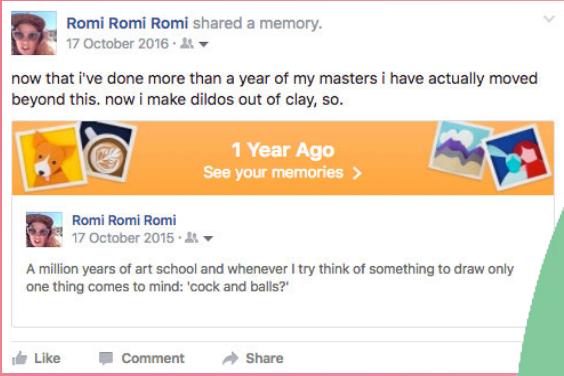 Romi Romi Romi shared a memory.
17 October 2016 ·
now that i've done more than a year of my masters i have actually moved
beyond this. now i make dildos out of clay, so.
1 Year Ago
See your memories
Romi Romi Romi
17 October 2015 ·
A million years of art school and whenever I try think of something to draw only
one thing comes to mind: 'cock and balls?'
Like Comment Share